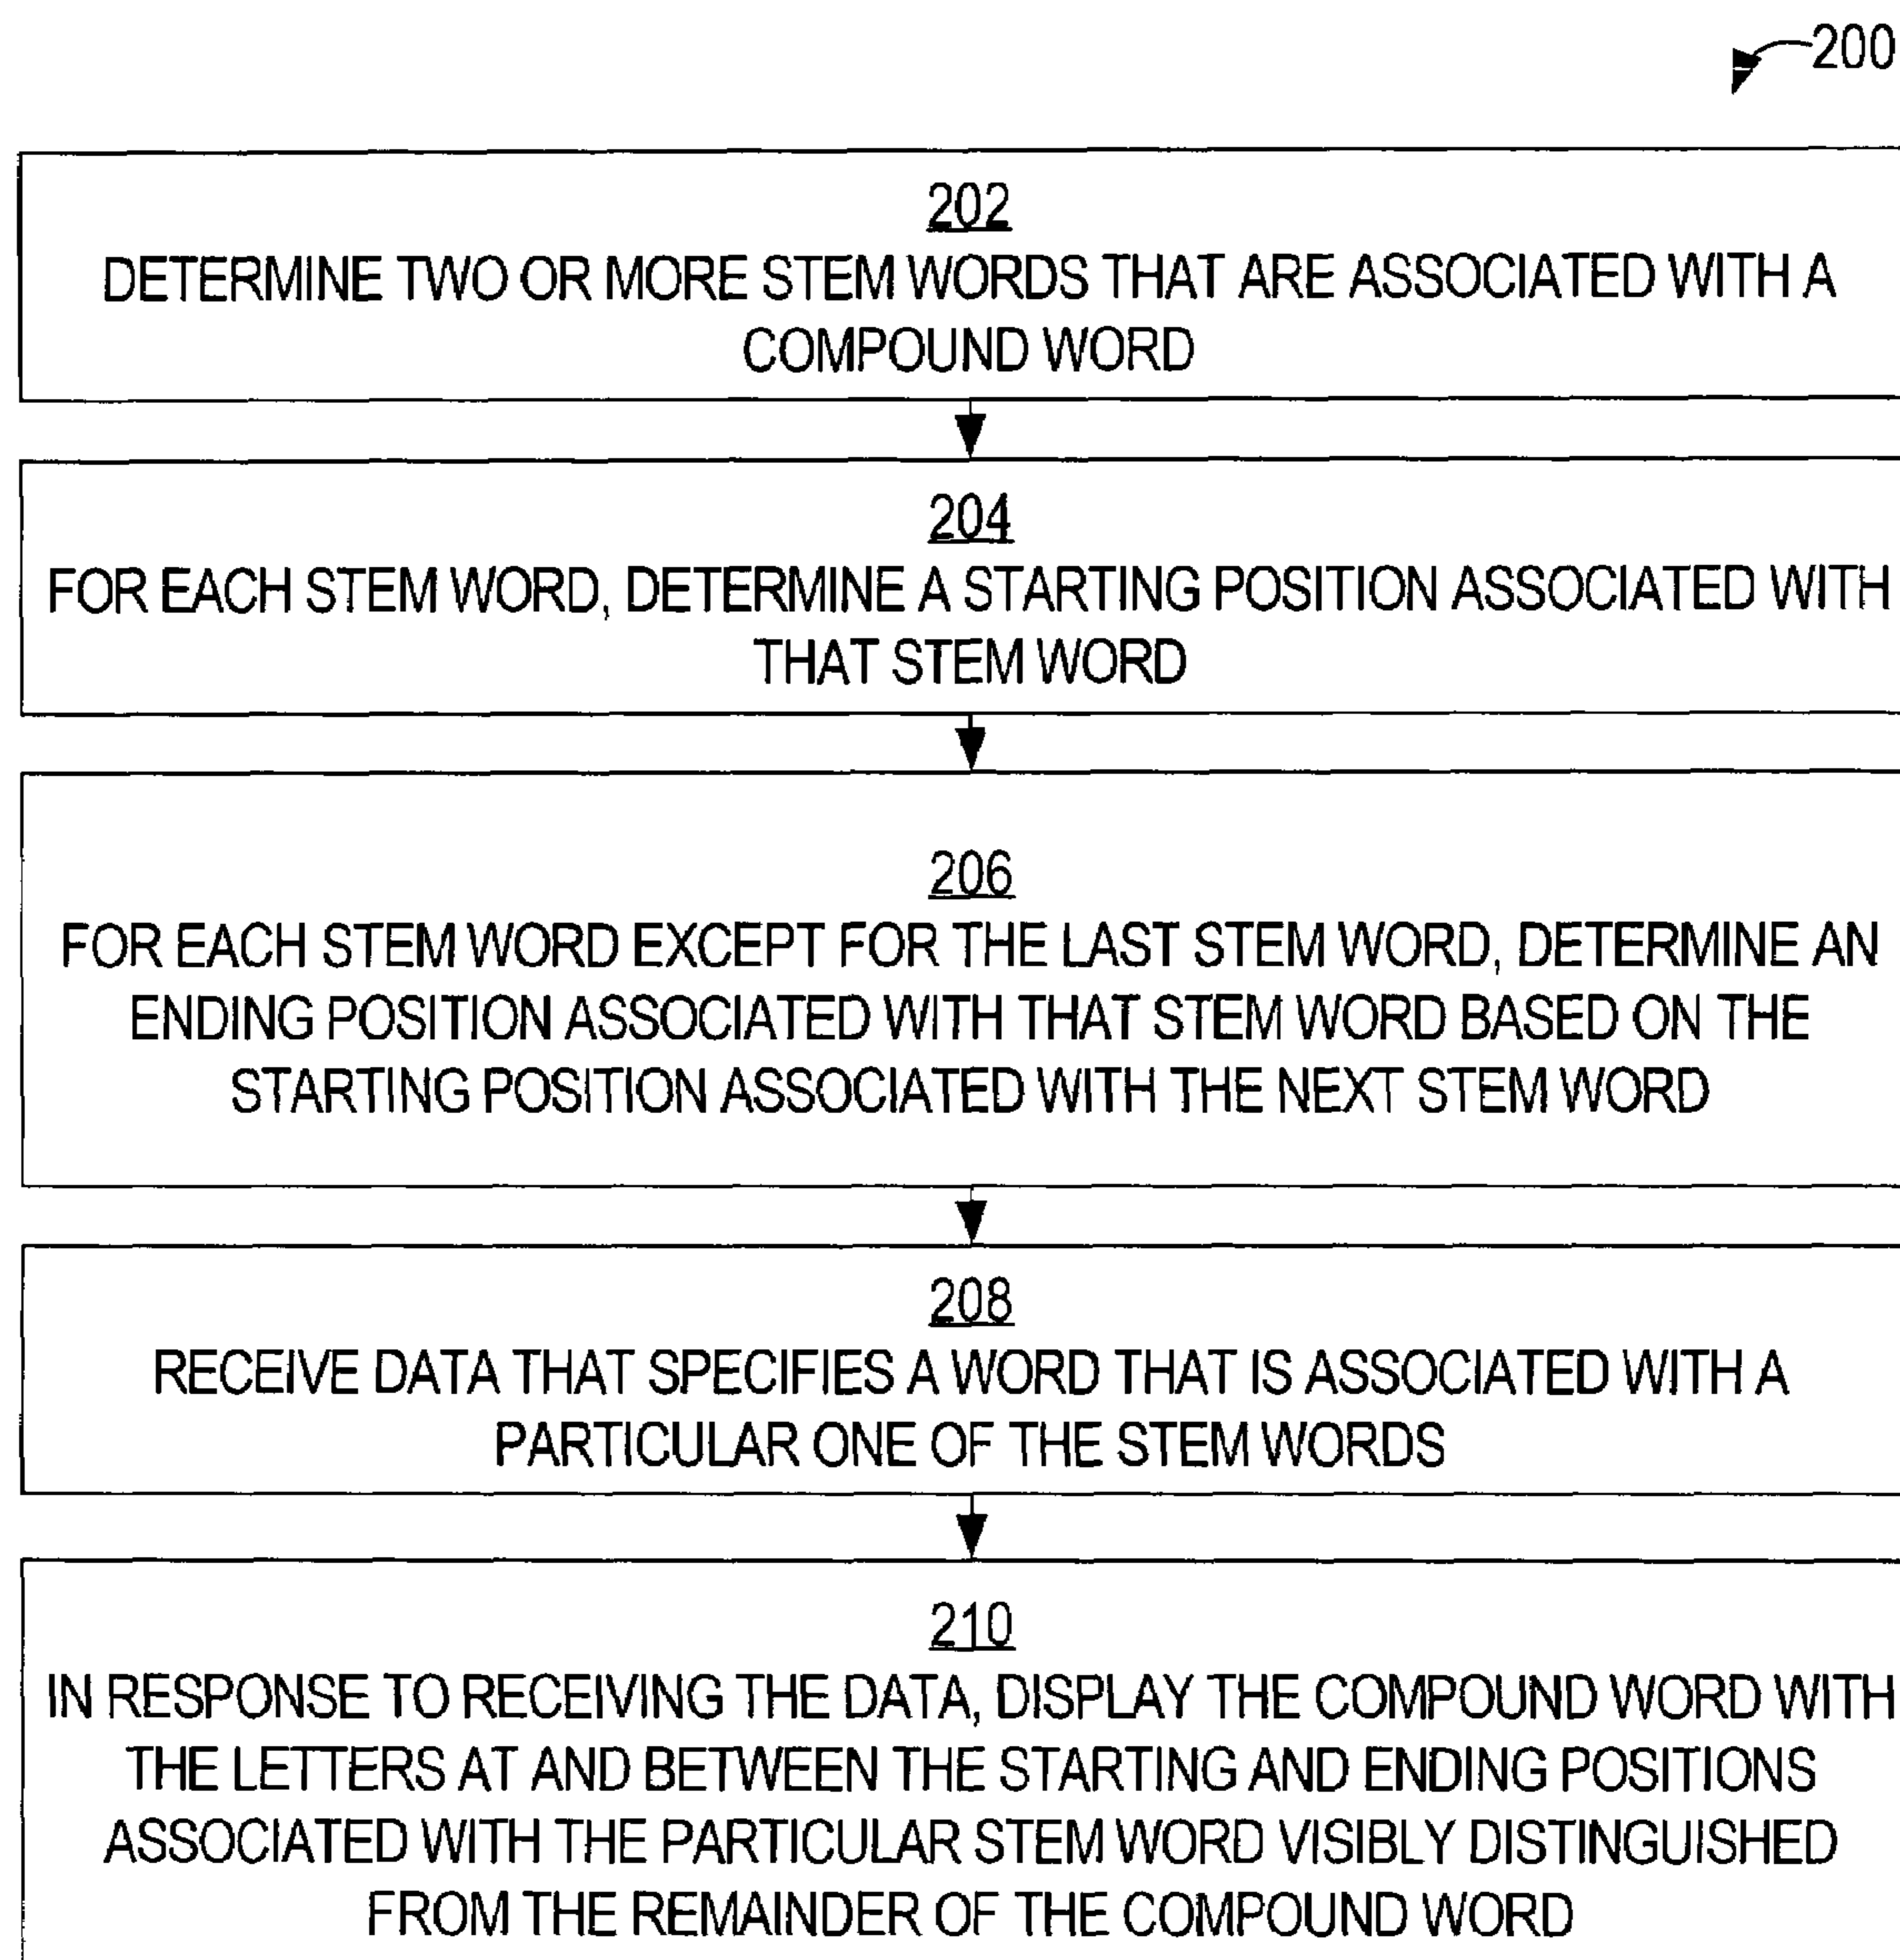 200
202
DETERMINE TWO OR MORE STEM WORDS THAT ARE ASSOCIATED WITH A
COMPOUND WORD
204
FOR EACH STEM WORD, DETERMINE A STARTING POSITION ASSOCIATED WITH
THAT STEM WORD
206
FOR EACH STEM WORD EXCEPT FOR THE LAST STEM WORD, DETERMINE AN
ENDING POSITION ASSOCIATED WITH THAT STEM WORD BASED ON THE
STARTING POSITION ASSOCIATED WITH THE NEXT STEM WORD
208
RECEIVE DATA THAT SPECIFIES A WORD THAT IS ASSOCIATED WITH A
PARTICULAR ONE OF THE STEM WORDS
210
IN RESPONSE TO RECEIVING THE DATA, DISPLAY THE COMPOUND WORD WITH
THE LETTERS AT AND BETWEEN THE STARTING AND ENDING POSITIONS
ASSOCIATED WITH THE PARTICULAR STEM WORD VISIBLY DISTINGUISHED
FROM THE REMAINDER OF THE COMPOUND WORD